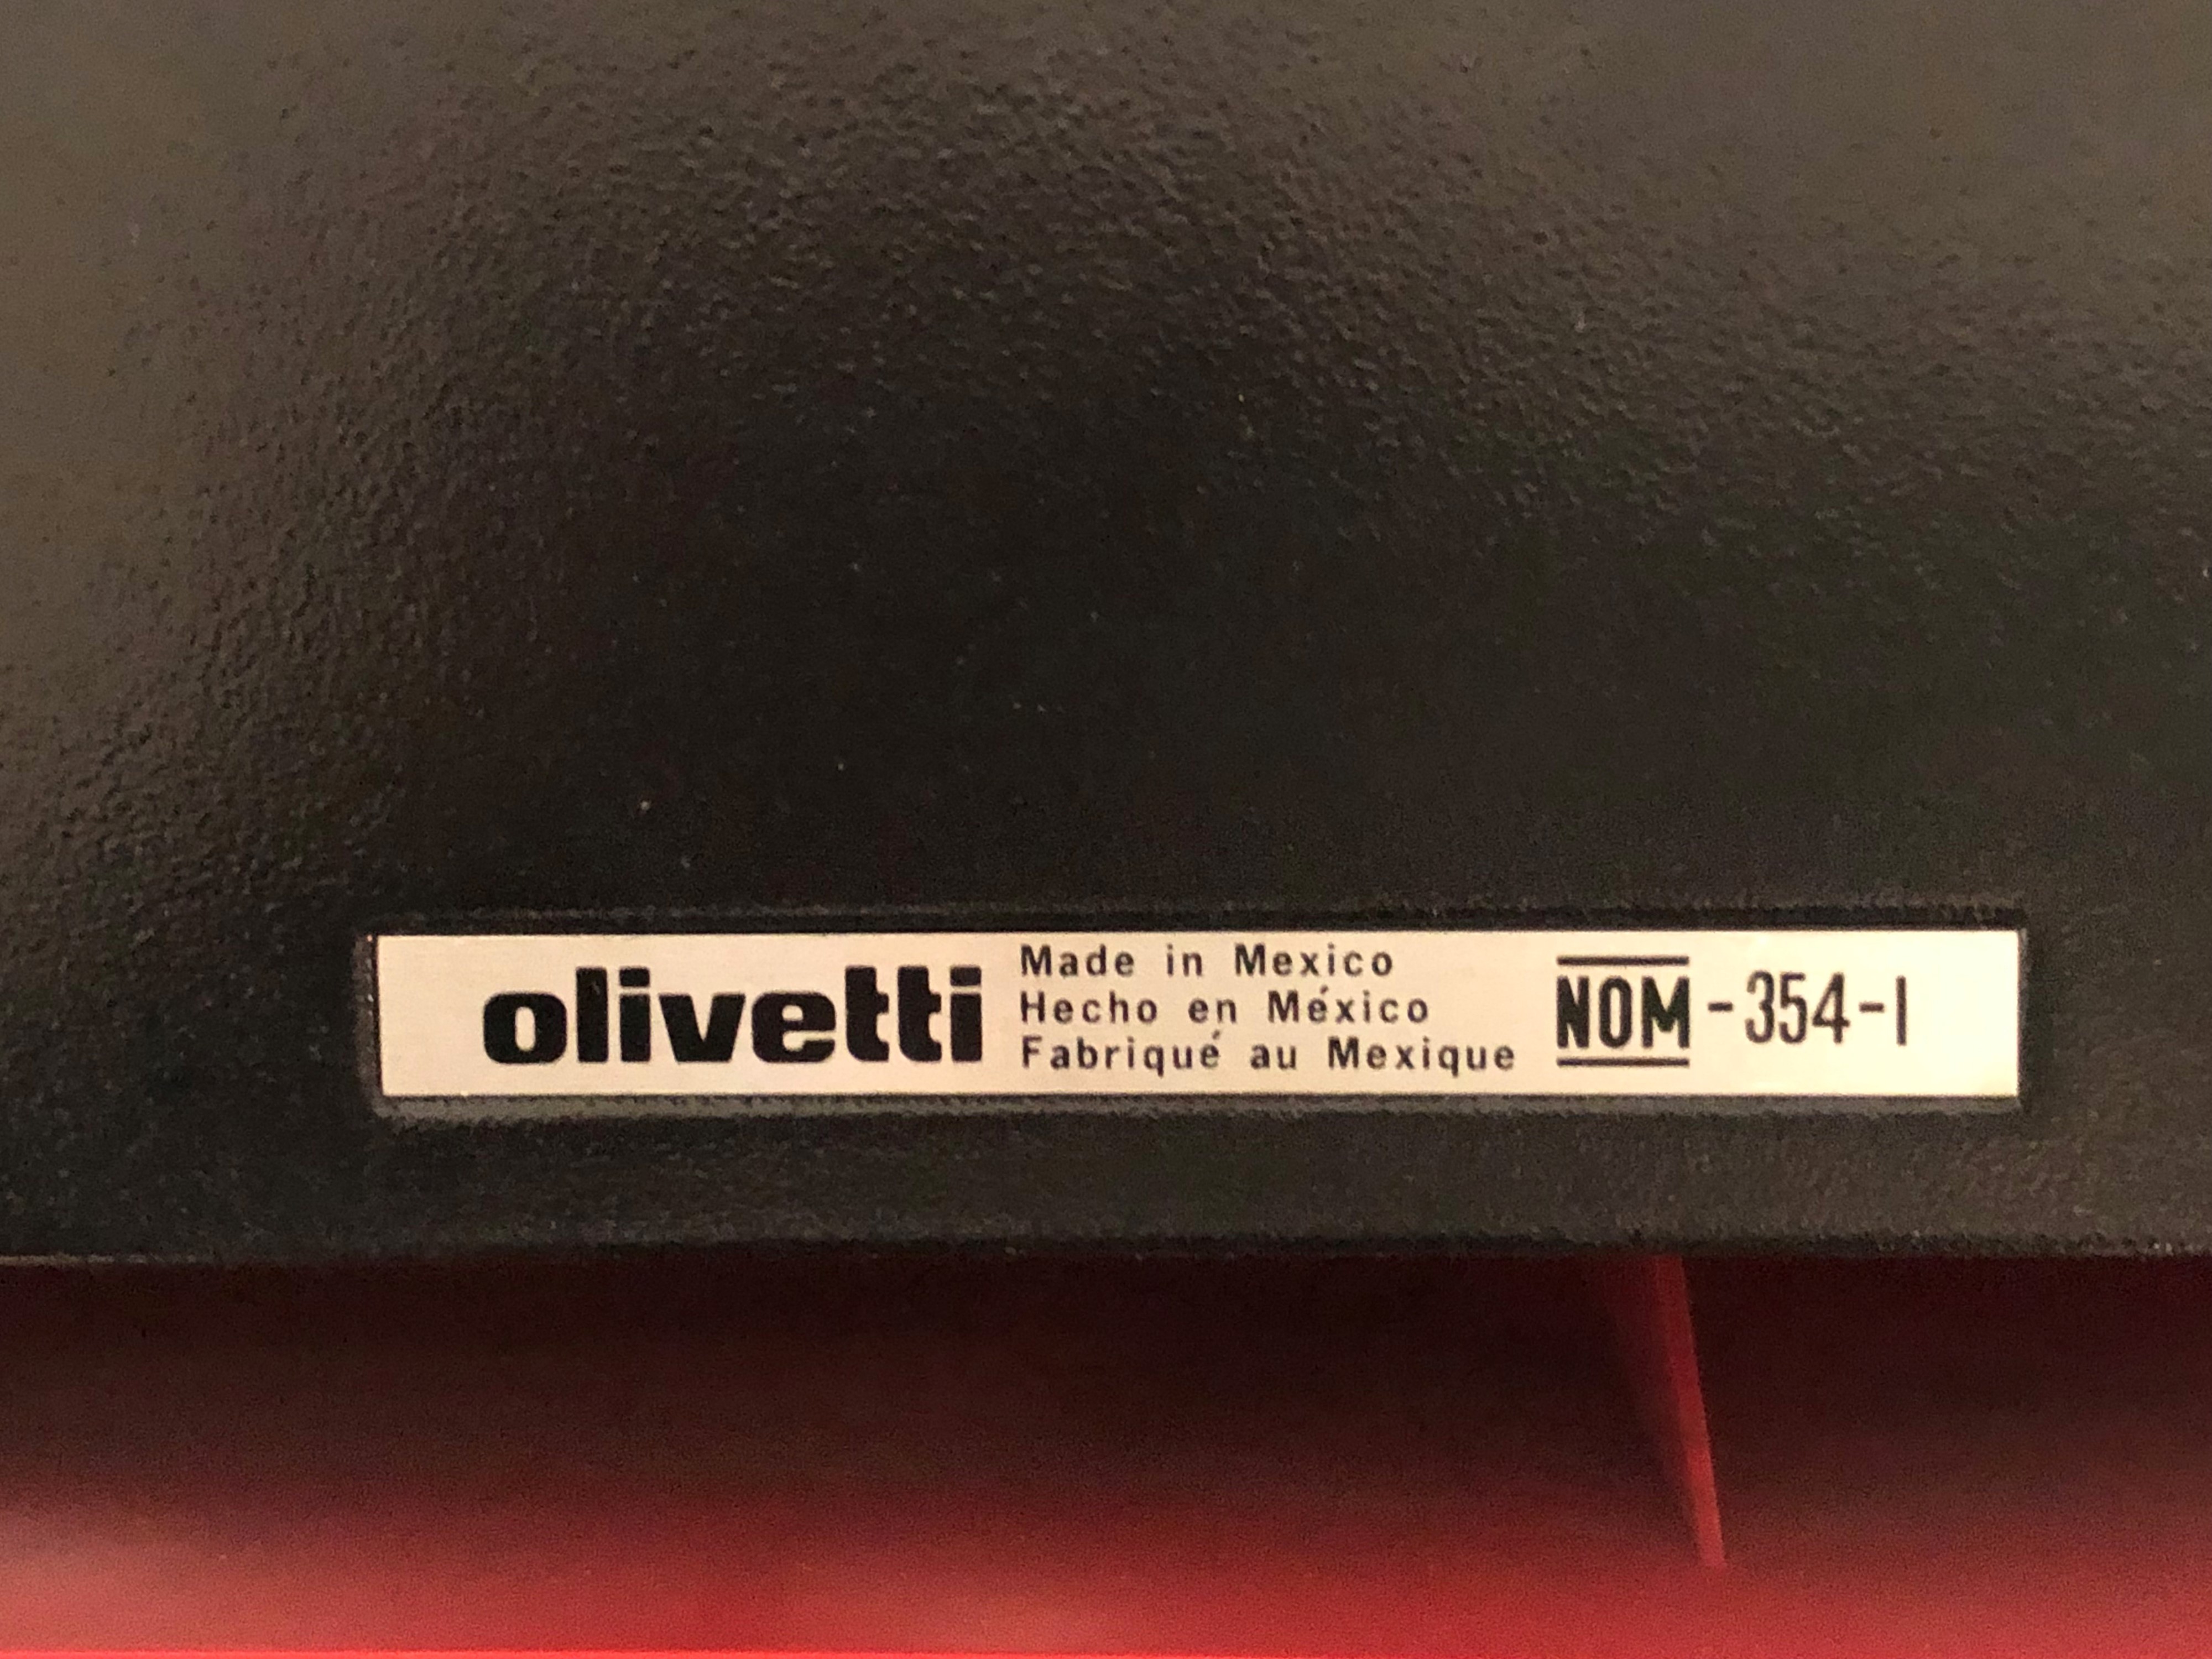 olivetti
Made in Mexico
Hecho en México
Fabriqué au Mexique
NOM-354-I